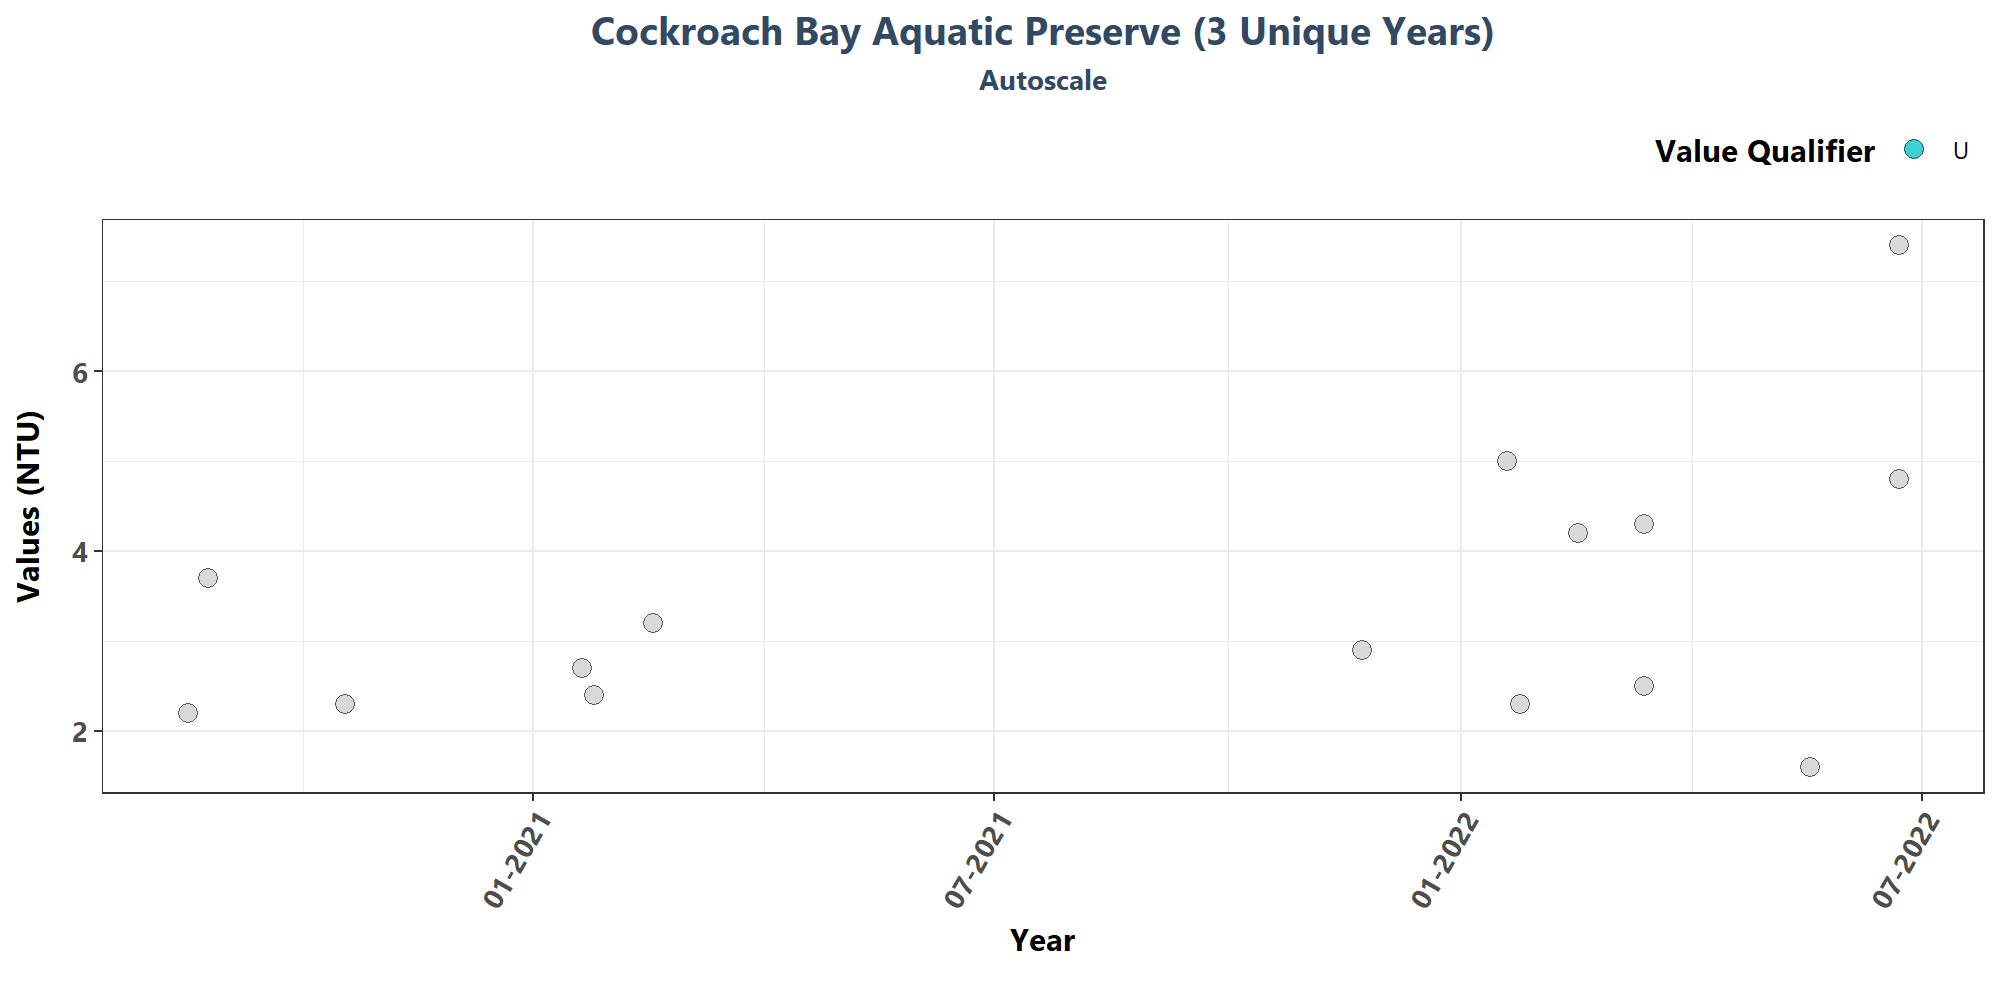 Cockroach Bay Aquatic Preserve (3 Unique Years)
Autoscale
Value Qualifier U
Values (NTU)
6
4
2
01-2021
07-2021
01-2022
07-2022
Year